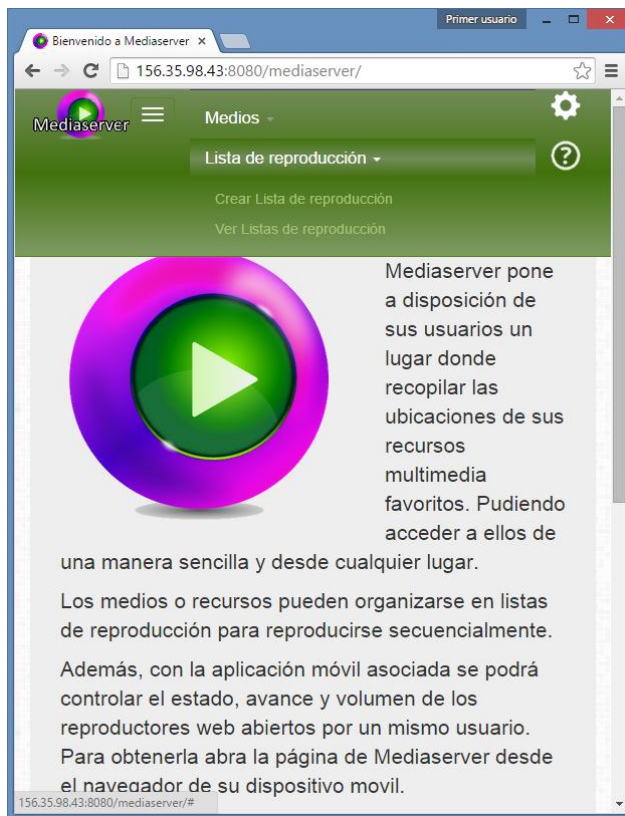 Primer usuario
Bienvenido a Mediaserver
156.35.98.43:8080/mediaserver/
Mediaserver
Medios
Lista de reproducción
Crear Lista de reproducción
Ver Listas de reproducción
Mediaserver pone
a disposición de
sus usuarios un
lugar donde
recopilar las
ubicaciones de sus
recursos
multimedia
favoritos. Pudiendo
acceder a ellos de
una manera sencilla y desde cualquier lugar.
Los medios o recursos pueden organizarse en listas
de reproducción para reproducirse secuencialmente.
Además, con la aplicación móvil asociada se podrá
controlar el estado, avance y volumen de los
reproductores web abiertos por un mismo usuario.
Para obtenerla abra la página de Mediaserver desde
el navegador de su dispositivo movil.
156.35.98.43:8080/mediaserver/#